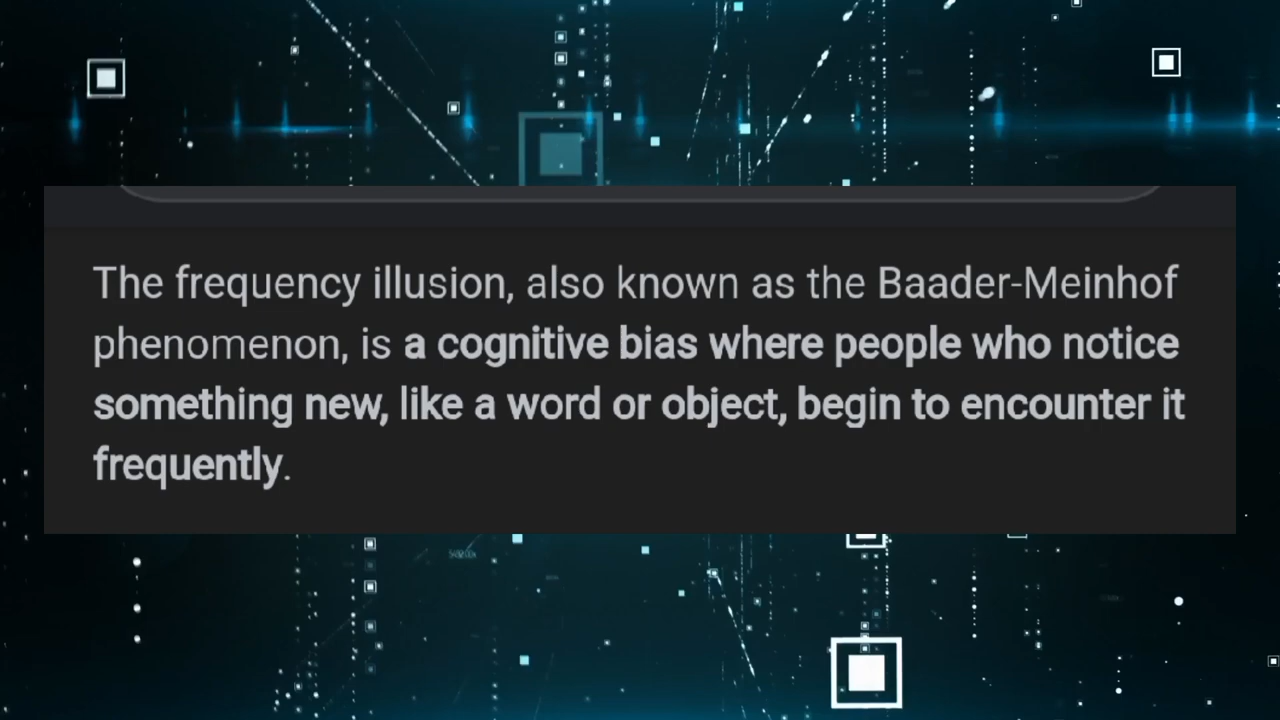 The frequency illusion, also known as the Baader-Meinhof
phenomenon, is a cognitive bias where people who notice
something new, like a word or object, begin to encounter it
frequently.